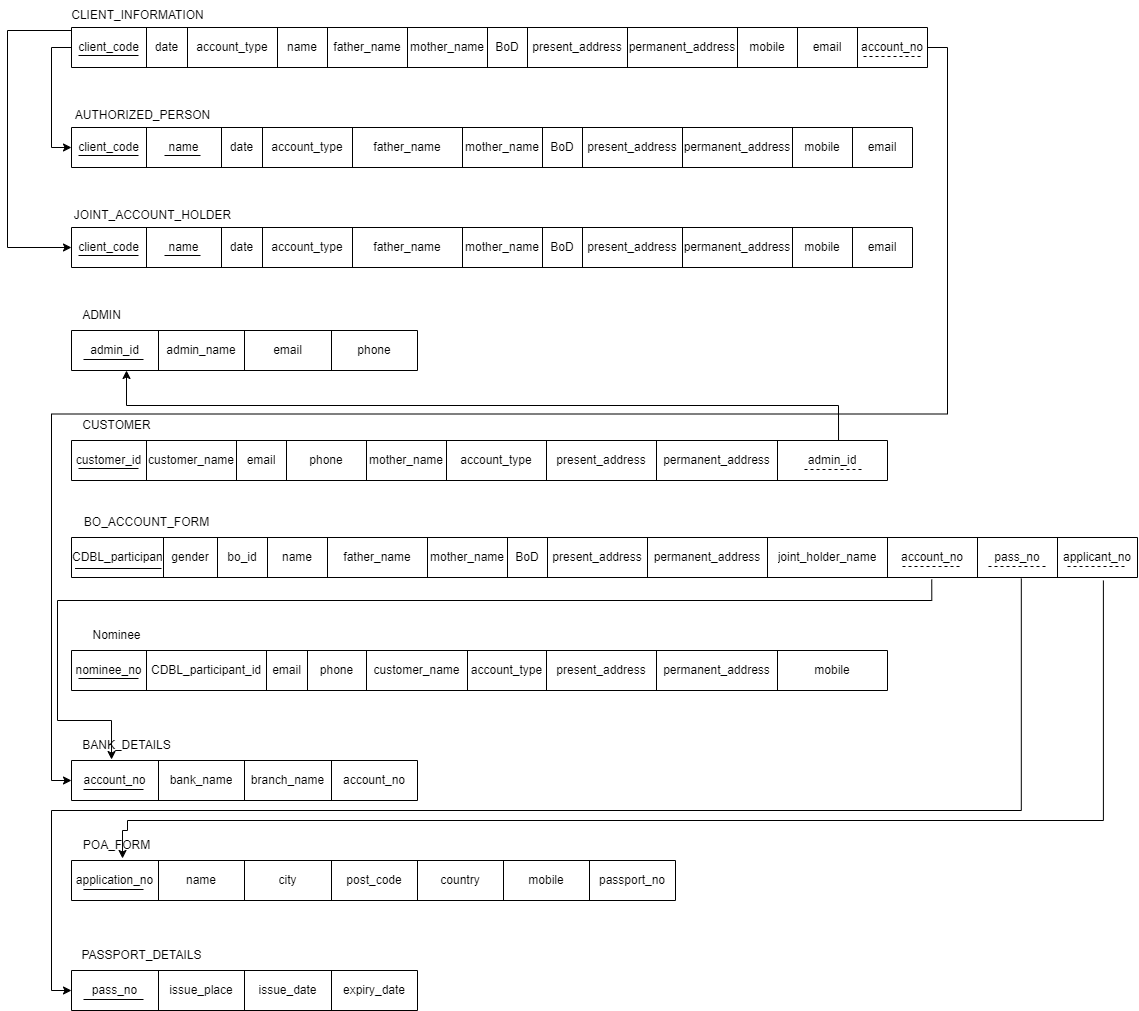 CLIENT_INFORMATION
client_code date account_type name father_name mother_name BoD present_address permanent_address mobile email account_no
AUTHORIZED_PERSON
client_code name date account_type father_name mother_name BoD present_address permanent_address mobile email
JOINT_ACCOUNT_HOLDER
client_code name date account_type father_name mother_name BoD present_address permanent_address mobile email
ADMIN
admin_id admin_name email phone
CUSTOMER
customer_id customer_name email phone mother_name account_type present_address permanent_address admin_id
BO_ACCOUNT_FORM
CDBL_participan gender bo_id name father_name mother_name BoD present_address permanent_address joint_holder_name account_no pass_no applicant_no
Nominee
nominee_no CDBL_participant_id email phone customer_name account_type present_address permanent_address mobile
BANK_DETAILS
account_no bank_name branch_name account_no
POA_FORM
application_no name city post_code country mobile passport_no
PASSPORT_DETAILS
pass_no issue_place issue_date expiry_date